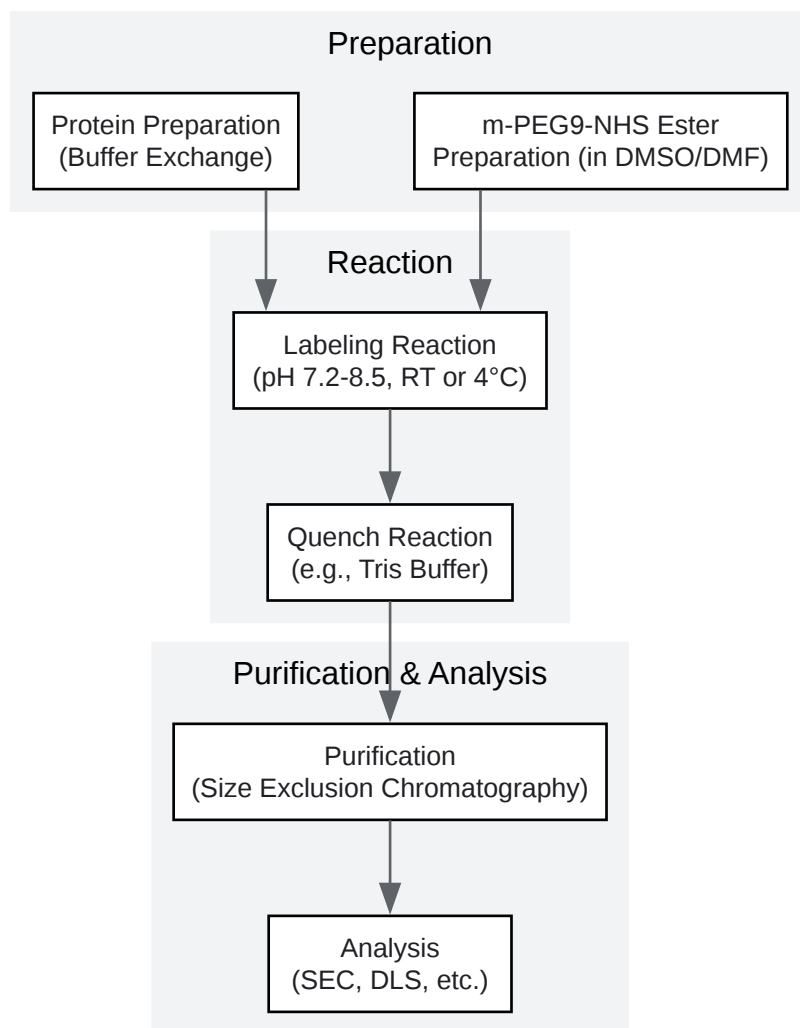 Preparation
Protein Preparation
(Buffer Exchange)
m-PEG9-NHS Ester
Preparation (in DMSO/DMF)
Reaction
Labeling Reaction
(pH 7.2-8.5, RT or 4°C)
Quench Reaction
(e.g., Tris Buffer)
Purification & Analysis
Purification
(Size Exclusion Chromatography)
Analysis
(SEC, DLS, etc.)